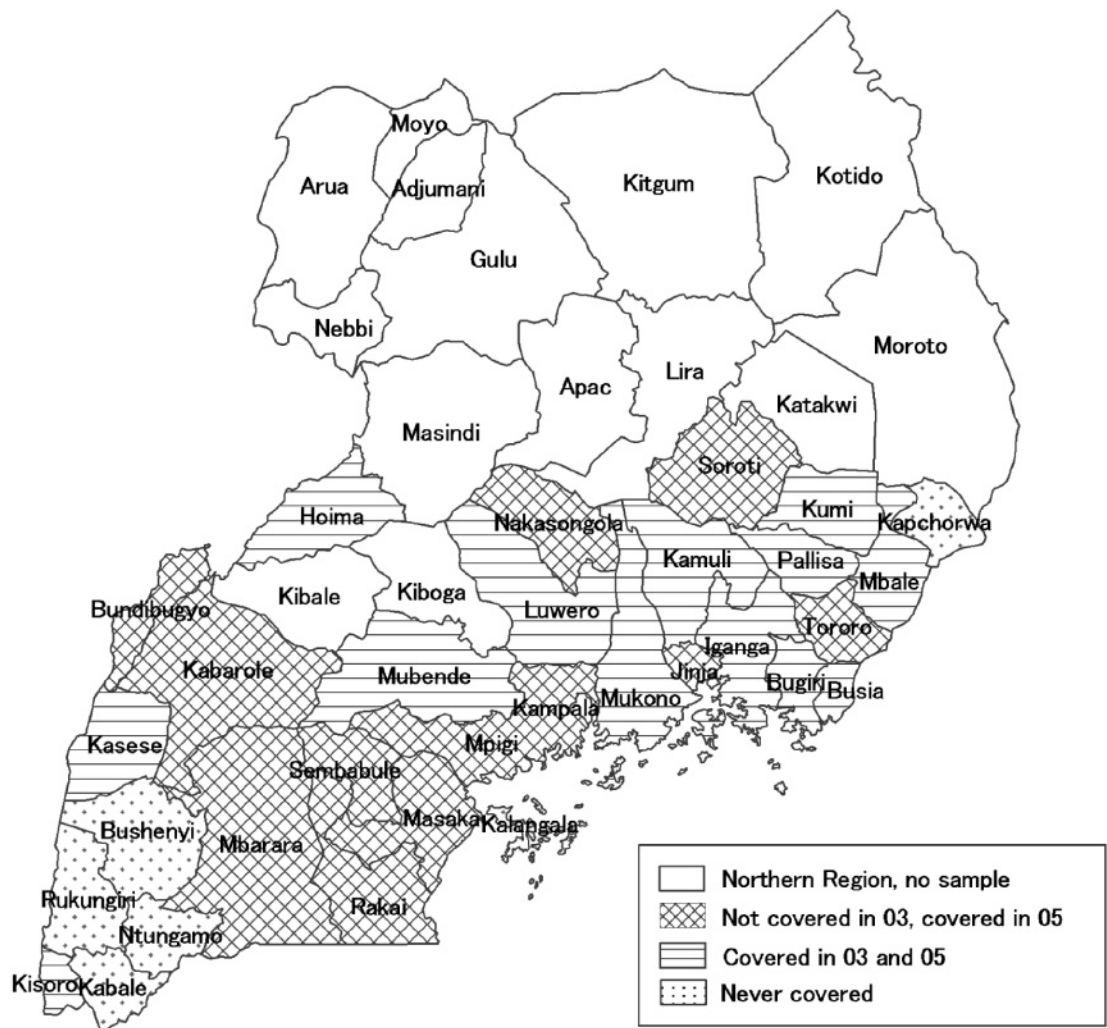 Moyo
Arua
Adjumani
Kitgum
Kotido
Gulu
Nebbi
Moroto
Lira
Apac
Katakwi
Masindi
Soroti
Hoima
Nakasongola
Kumi
Kapchorwa
Kamuli
Pallisa
Mbale
Kibale
Kiboga
Bundibugyo
Luwero
Tororo
Iganga
Kabarole
Mubende
Jinja
Bugiri
Busia
Kampala
Mukono
Kasese
Mpigi
Sembabule
Masaka
Kalangala
Bushenyi
Mbarara
Rukungiri
Rakai
Ntungamo
Kisoro
Kabale
Northern Region, no sample
Not covered in 03, covered in 05
Covered in 03 and 05
Never covered